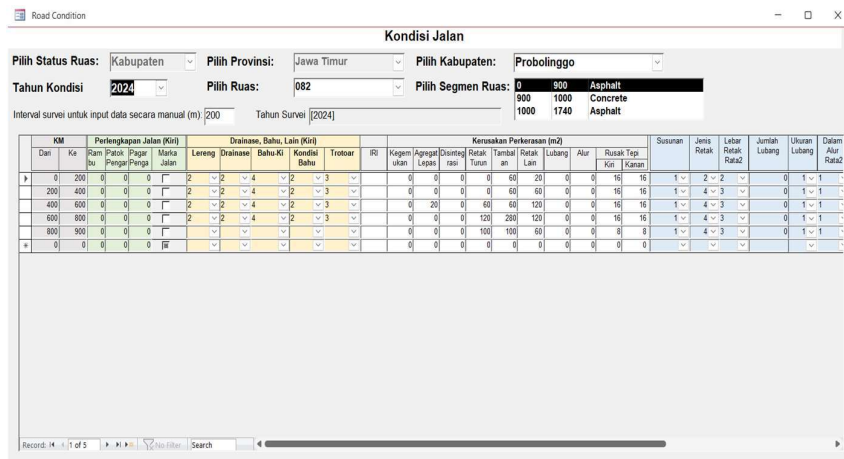 Road Condition
Kondisi Jalan
Pilih Status Ruas: Kabupaten Pilih Provinsi: Jawa Timur Pilih Kabupaten: Probolinggo
Tahun Kondisi 2024 Pilih Ruas: 082 Pilih Segmen Ruas: 0 900 Asphalt
900 1000 Concrete
1000 1740 Asphalt
Interval survei untuk input data secara manual (m): 200 Tahun Survei [2024]
KM Perlengkapan Jalan (Kiri) Drainase, Bahu, Lain (Kiri) Kerusakan Perkerasan (m2) Susunan Jenis Lebar Jumlah Ukuran Dalam
Dari Ke Ram Patok Pagar Marka Lereng Drainase Bahu-Ki Kondisi Trotoar IRI Kegem Agregat Disinteg Retak Tambal Retak Lubang Alur Rusak Tepi Retak Retak Lubang Lubang Alur
bu Pengar Penga Jalan Bahu ukan Lepas rasi Turun an Lain Kiri Kanan Rata2 Rata2
0 200 0 0 0 2 2 4 2 3 0 0 0 0 60 20 0 0 16 16 1 2 2 0 1 1
200 400 0 0 0 2 2 4 2 3 0 0 0 60 60 60 0 0 16 16 1 4 3 0 1 1
400 600 0 0 0 2 2 4 2 3 0 20 0 60 60 120 0 0 16 16 1 4 3 0 1 1
600 800 0 0 0 2 2 4 2 3 0 0 0 120 280 120 0 0 16 16 1 4 3 0 1 1
800 900 0 0 0 0 0 0 100 100 60 0 0 8 8 1 4 3 0 1 1
0 0 0 0 0 0 0 0 0 0 0 0 0 0 0 0
Record: 1 of 5 No Filter Search